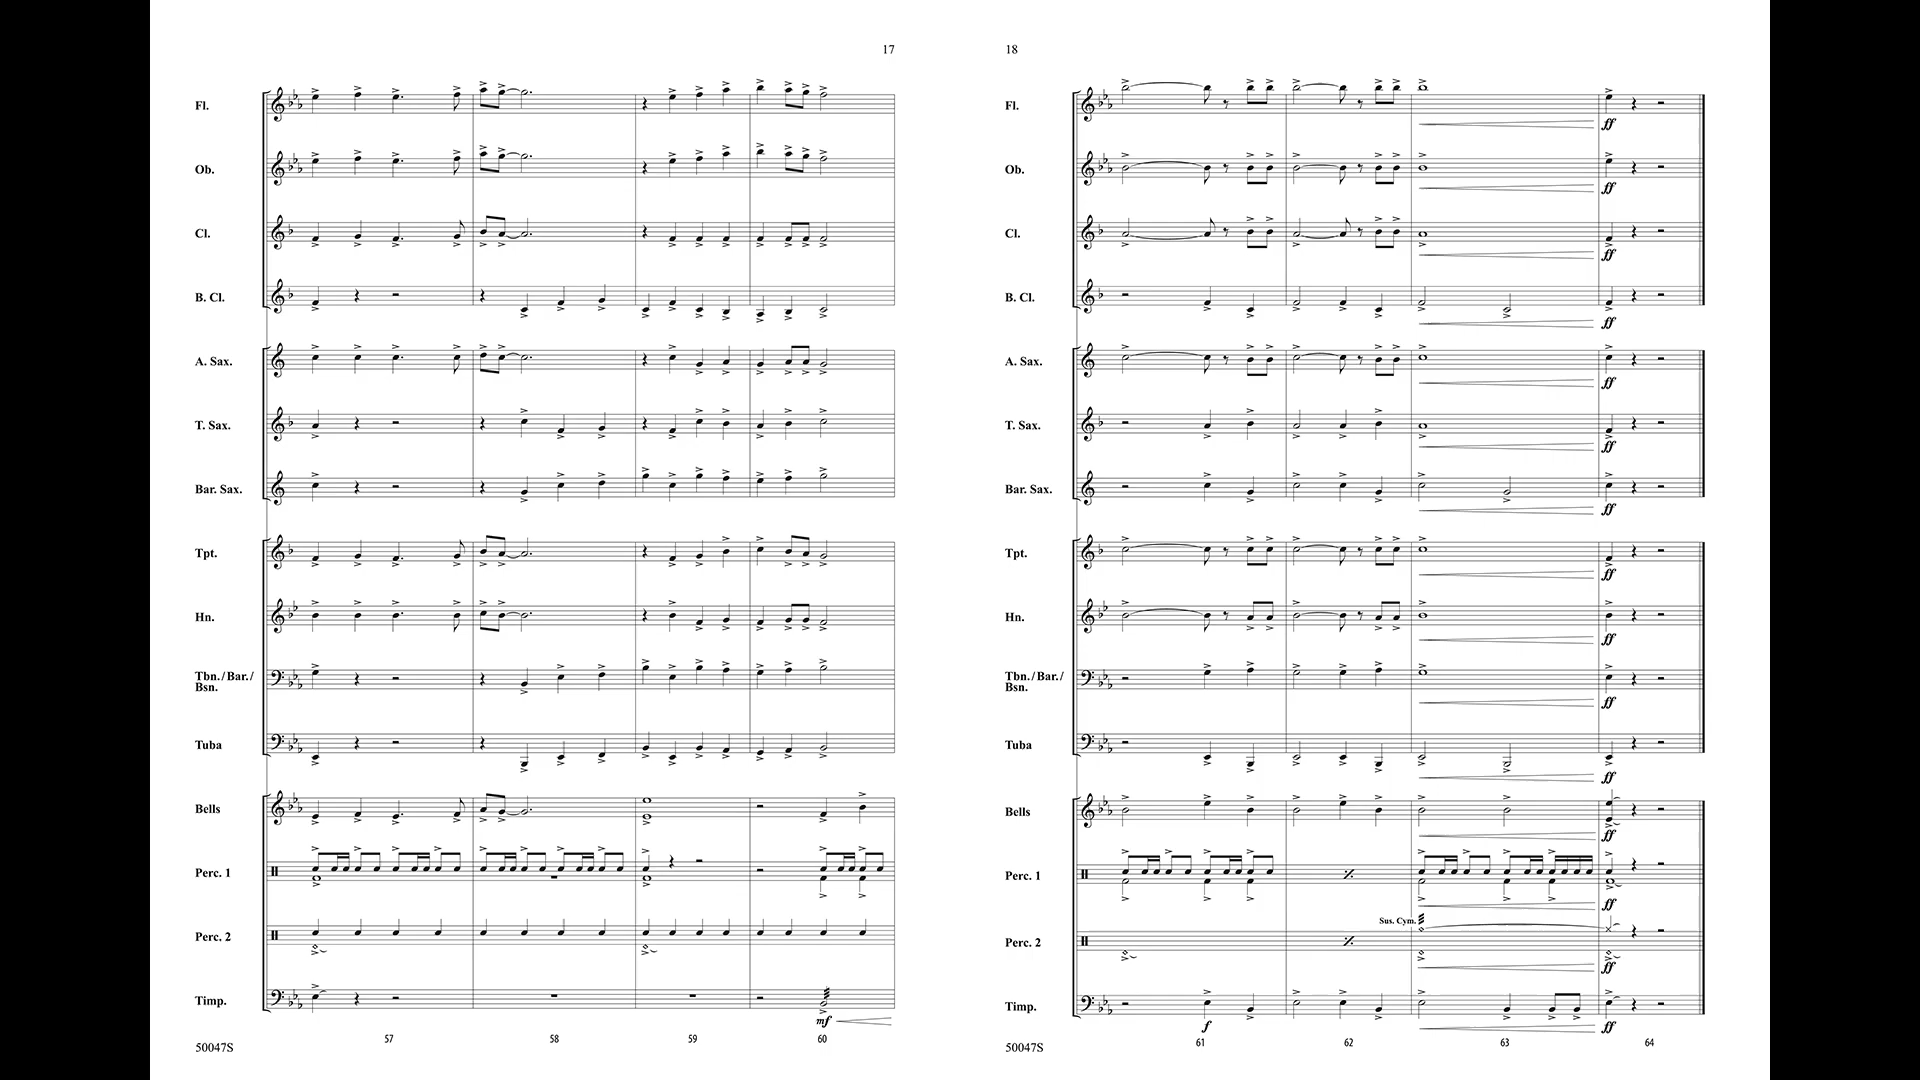 17
Fl.
Ob.
Cl.
B. Cl.
A. Sax.
T. Sax.
Bar. Sax.
Tpt.
Hn.
Tbn./Bar./
Bsn.
Tuba
Bells
Perc. 1
Perc. 2
Timp.
mf
57 58 59 60
50047S
18
Fl.
ff
Ob.
ff
Cl.
ff
B. Cl.
ff
A. Sax.
ff
T. Sax.
ff
Bar. Sax.
ff
Tpt.
ff
Hn.
ff
Tbn./Bar./
Bsn.
ff
Tuba
ff
Bells
ff
Perc. 1
ff
Sus. Cym.
Perc. 2
ff
Timp.
f ff
61 62 63 64
50047S